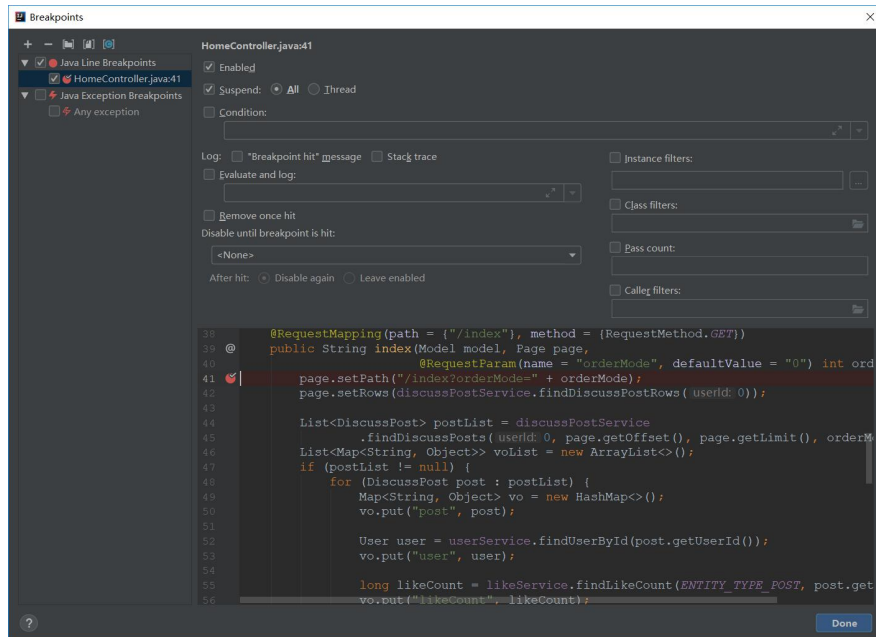 Breakpoints
Java Line Breakpoints
HomeController.java:41
Java Exception Breakpoints
Any exception
HomeController.java:41
Enabled
Suspend: All Thread
Condition:
Log: "Breakpoint hit" message Stack trace
Evaluate and log:
Remove once hit
Disable until breakpoint is hit:
<None>
After hit: Disable again Leave enabled
Instance filters:
...
Class filters:
Pass count:
Caller filters:
38 @RequestMapping(path = {"/index"}, method = {RequestMethod.GET})
39 @ public String index(Model model, Page page,
40 @RequestParam(name = "orderMode", defaultValue = "0") int ord
41 page.setPath("/index?orderMode=" + orderMode);
42 page.setRows(discussPostService.findDiscussPostRows( userId: 0));
43
44 List<DiscussPost> postList = discussPostService
45 .findDiscussPosts( userId: 0, page.getOffset(), page.getLimit(), orderM
46 List<Map<String, Object>> voList = new ArrayList<>();
47 if (postList != null) {
48 for (DiscussPost post : postList) {
49 Map<String, Object> vo = new HashMap<>();
50 vo.put("post", post);
51
52 User user = userService.findUserById(post.getUserId());
53 vo.put("user", user);
54
55 long likeCount = likeService.findLikeCount(ENTITY_TYPE_POST, post.get
56 vo.put("likeCount", likeCount);
? Done